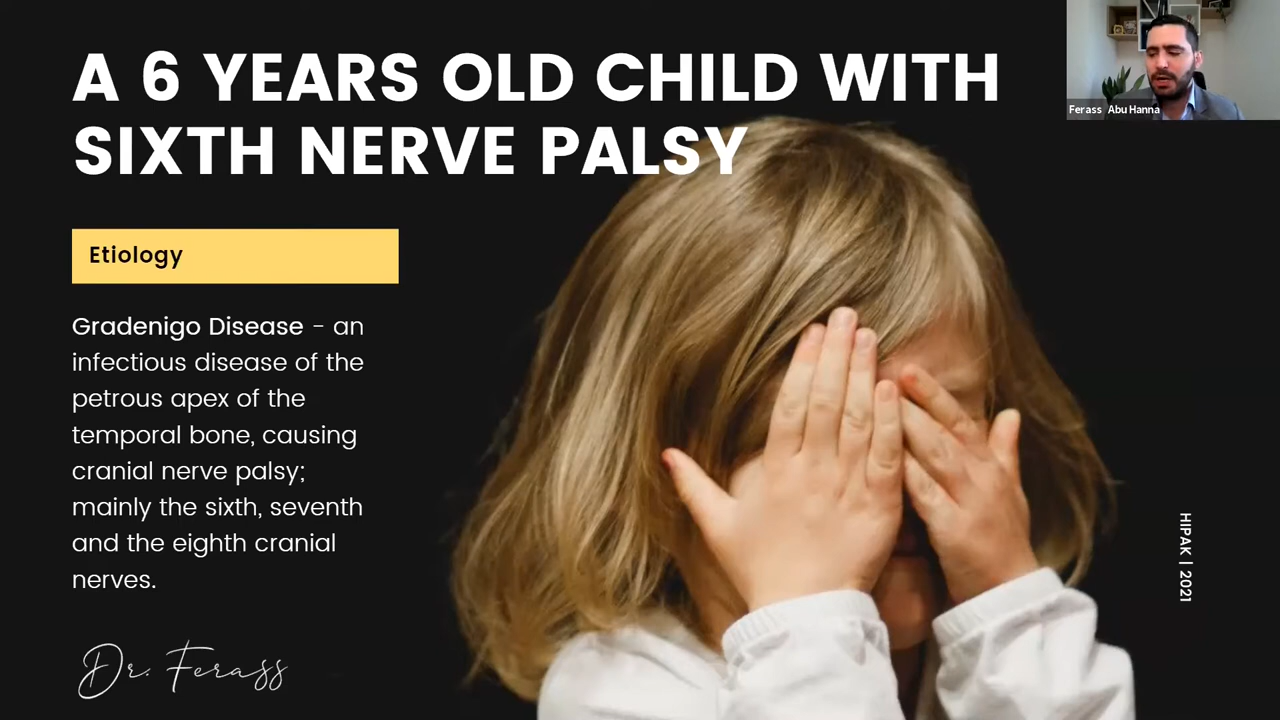 A 6 YEARS OLD CHILD WITH
SIXTH NERVE PALSY
Ferass Abu Hanna
Etiology
Gradenigo Disease - an
infectious disease of the
petrous apex of the
temporal bone, causing
cranial nerve palsy;
mainly the sixth, seventh
and the eighth cranial
nerves.
HIPAK | 2021
Dr. Ferass